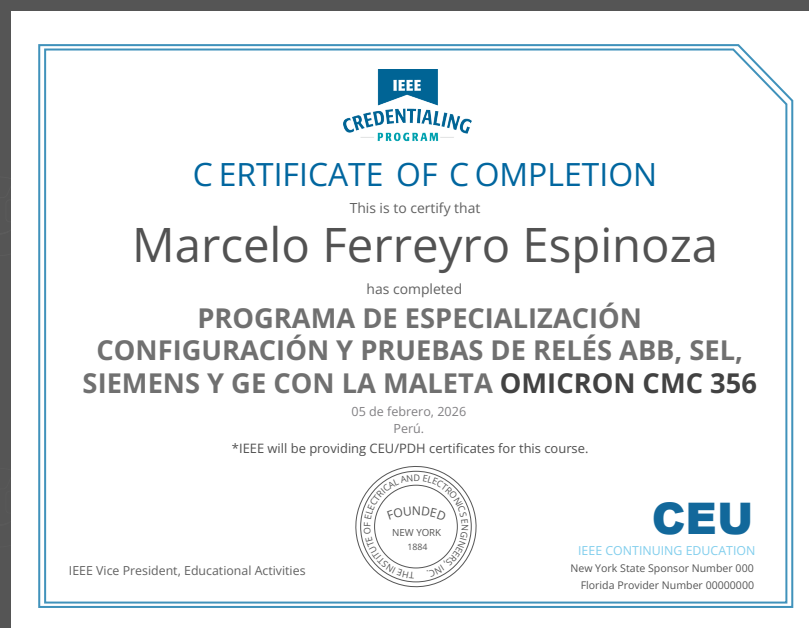 IEEE
CREDENTIALING
PROGRAM
CERTIFICATE OF COMPLETION
This is to certify that
Marcelo Ferreyro Espinoza
has completed
PROGRAMA DE ESPECIALIZACIÓN
CONFIGURACIÓN Y PRUEBAS DE RELÉS ABB, SEL,
SIEMENS Y GE CON LA MALETA OMICRON CMC 356
05 de febrero, 2026
Perú.
*IEEE will be providing CEU/PDH certificates for this course.
THE INSTITUTE OF ELECTRICAL AND ELECTRONICS ENGINEERS, INC.
FOUNDED
NEW YORK
1884
IEEE Vice President, Educational Activities
CEU
IEEE CONTINUING EDUCATION
New York State Sponsor Number 000
Florida Provider Number 00000000